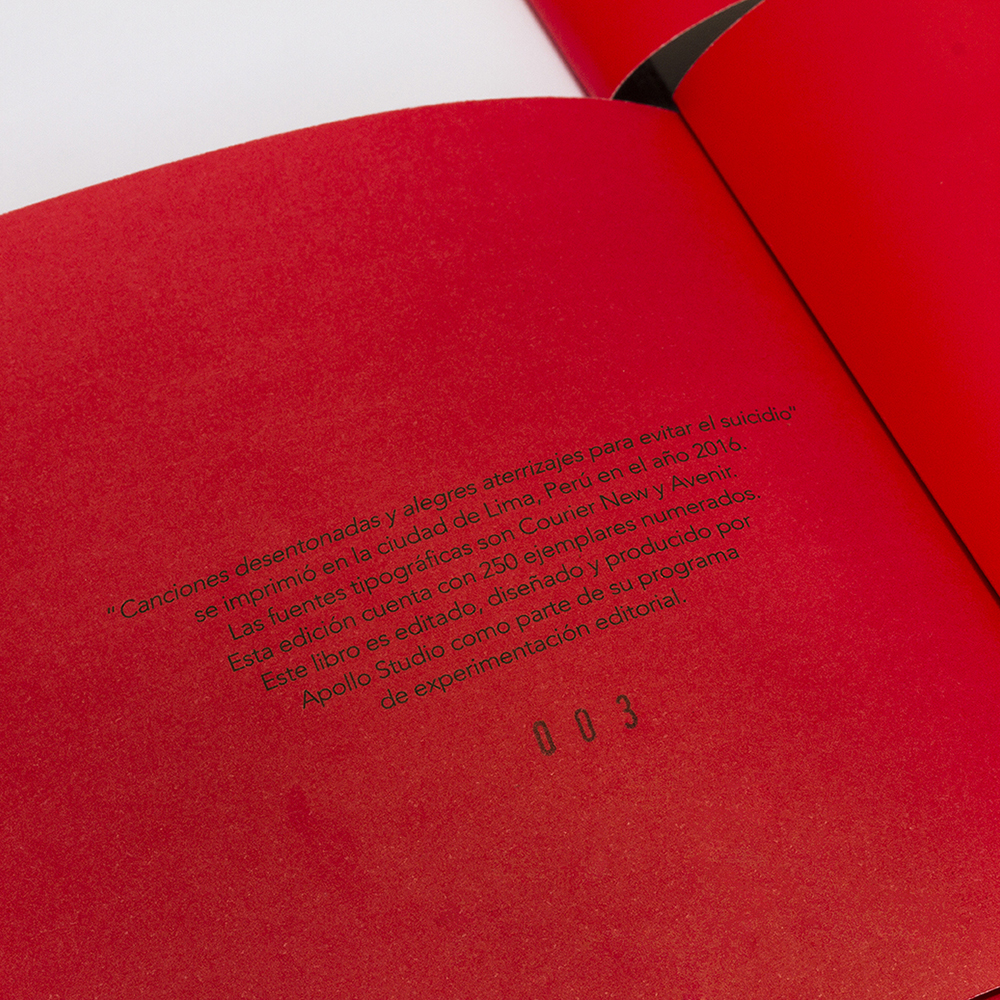 “Canciones desentonadas y alegres aterrizajes para evitar el suicidio“
se imprimió en la ciudad de Lima, Perú en el año 2016.
Las fuentes tipográficas son Courier New y Avenir.
Esta edición cuenta con 250 ejemplares numerados.
Este libro es editado, diseñado y producido por
Apollo Studio como parte de su programa
de experimentación editorial.
003